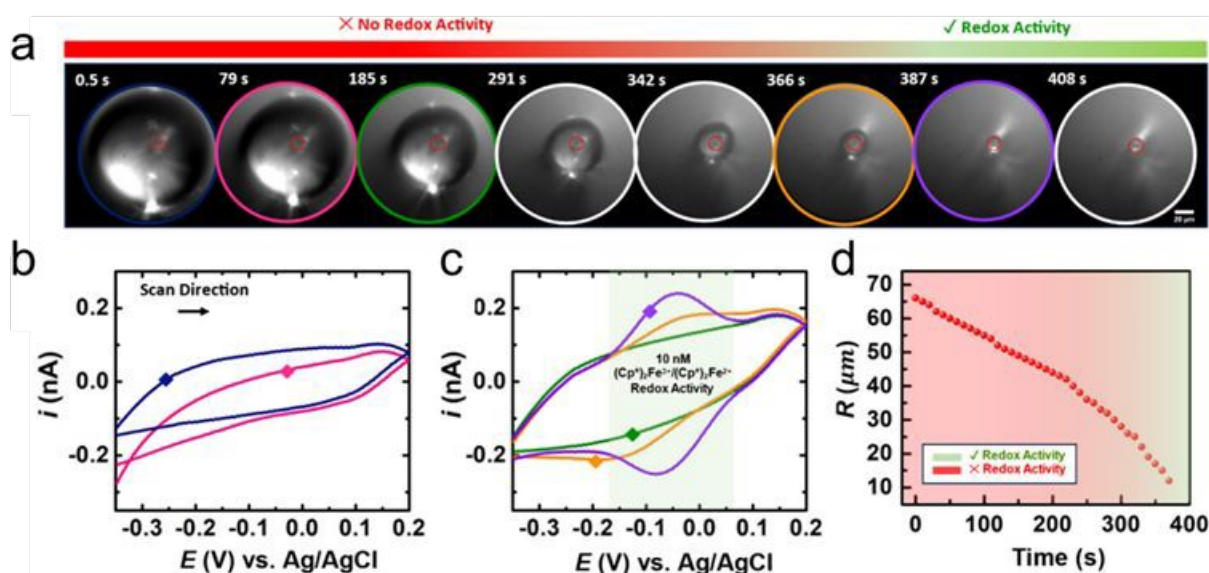 a
× No Redox Activity
✓ Redox Activity
0.5 s
79 s
185 s
291 s
342 s
366 s
387 s
408 s
20 µm
b
Scan Direction
→
i (nA)
0.2
0.0
-0.2
-0.3 -0.2 -0.1 0.0 0.1 0.2
E (V) vs. Ag/AgCl
c
i (nA)
0.2
0.0
-0.2
10 nM
(Cp*)₂Fe³⁺/(Cp*)₂Fe²⁺
Redox Activity
-0.3 -0.2 -0.1 0.0 0.1 0.2
E (V) vs. Ag/AgCl
d
R (µm)
70
60
50
40
30
20
10
✓ Redox Activity
× Redox Activity
0 100 200 300 400
Time (s)